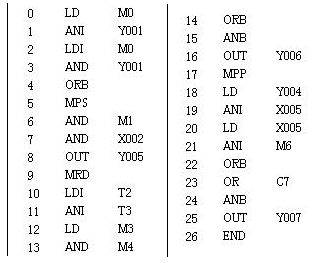 0 LD M0
1 ANI Y001
2 LDI M0
3 AND Y001
4 ORB
5 MPS
6 AND M1
7 AND X002
8 OUT Y005
9 MRD
10 LDI T2
11 ANI T3
12 LD M3
13 AND M4
14 ORB
15 ANB
16 OUT Y006
17 MPP
18 LD Y004
19 ANI X005
20 LD X005
21 ANI M6
22 ORB
23 OR C7
24 ANB
25 OUT Y007
26 END